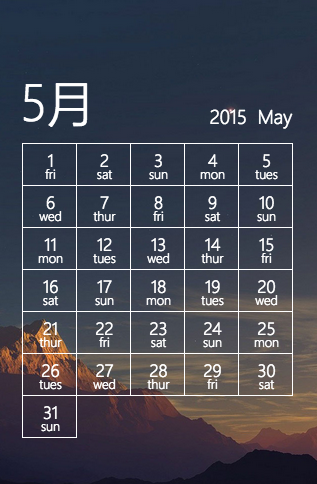 5月
2015 May
1 2 3 4 5
fri sat sun mon tues
6 7 8 9 10
wed thur fri sat sun
11 12 13 14 15
mon tues wed thur fri
16 17 18 19 20
sat sun mon tues wed
21 22 23 24 25
thur fri sat sun mon
26 27 28 29 30
tues wed thur fri sat
31
sun